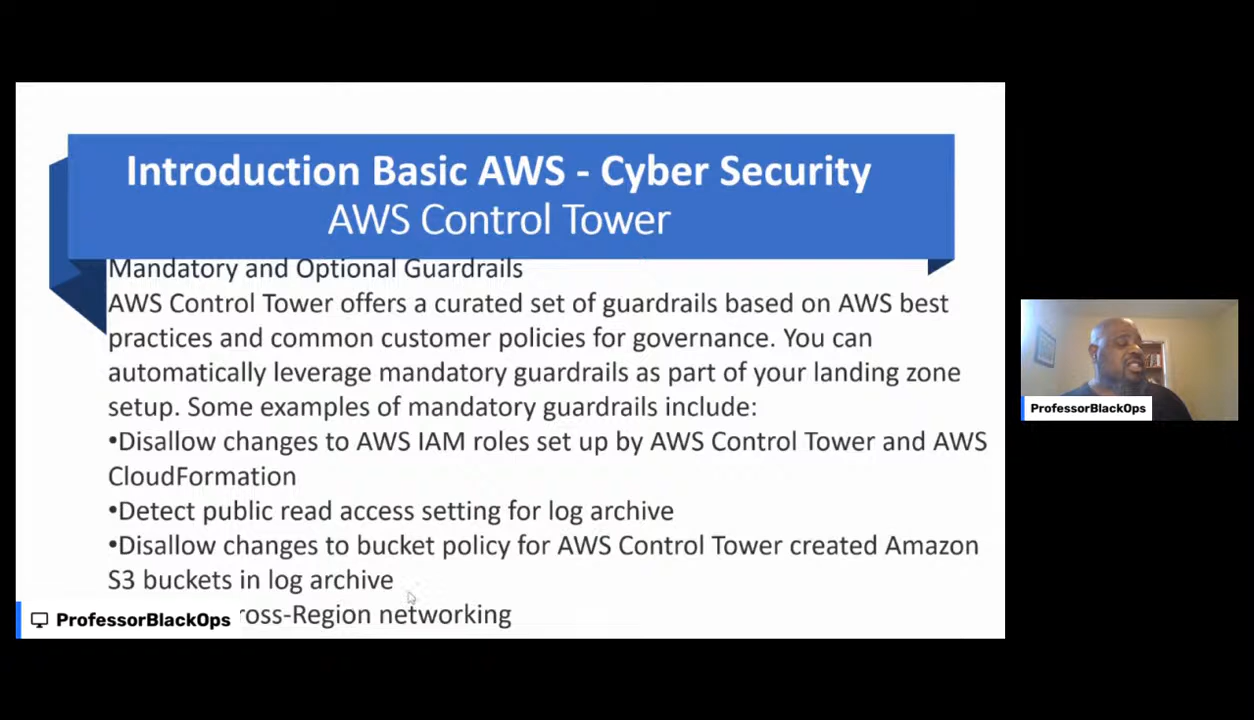 Introduction Basic AWS - Cyber Security
AWS Control Tower
Mandatory and Optional Guardrails
AWS Control Tower offers a curated set of guardrails based on AWS best
practices and common customer policies for governance. You can
automatically leverage mandatory guardrails as part of your landing zone
setup. Some examples of mandatory guardrails include:
•Disallow changes to AWS IAM roles set up by AWS Control Tower and AWS
CloudFormation
•Detect public read access setting for log archive
•Disallow changes to bucket policy for AWS Control Tower created Amazon
S3 buckets in log archive
networking
ProfessorBlackOps
ProfessorBlackOps